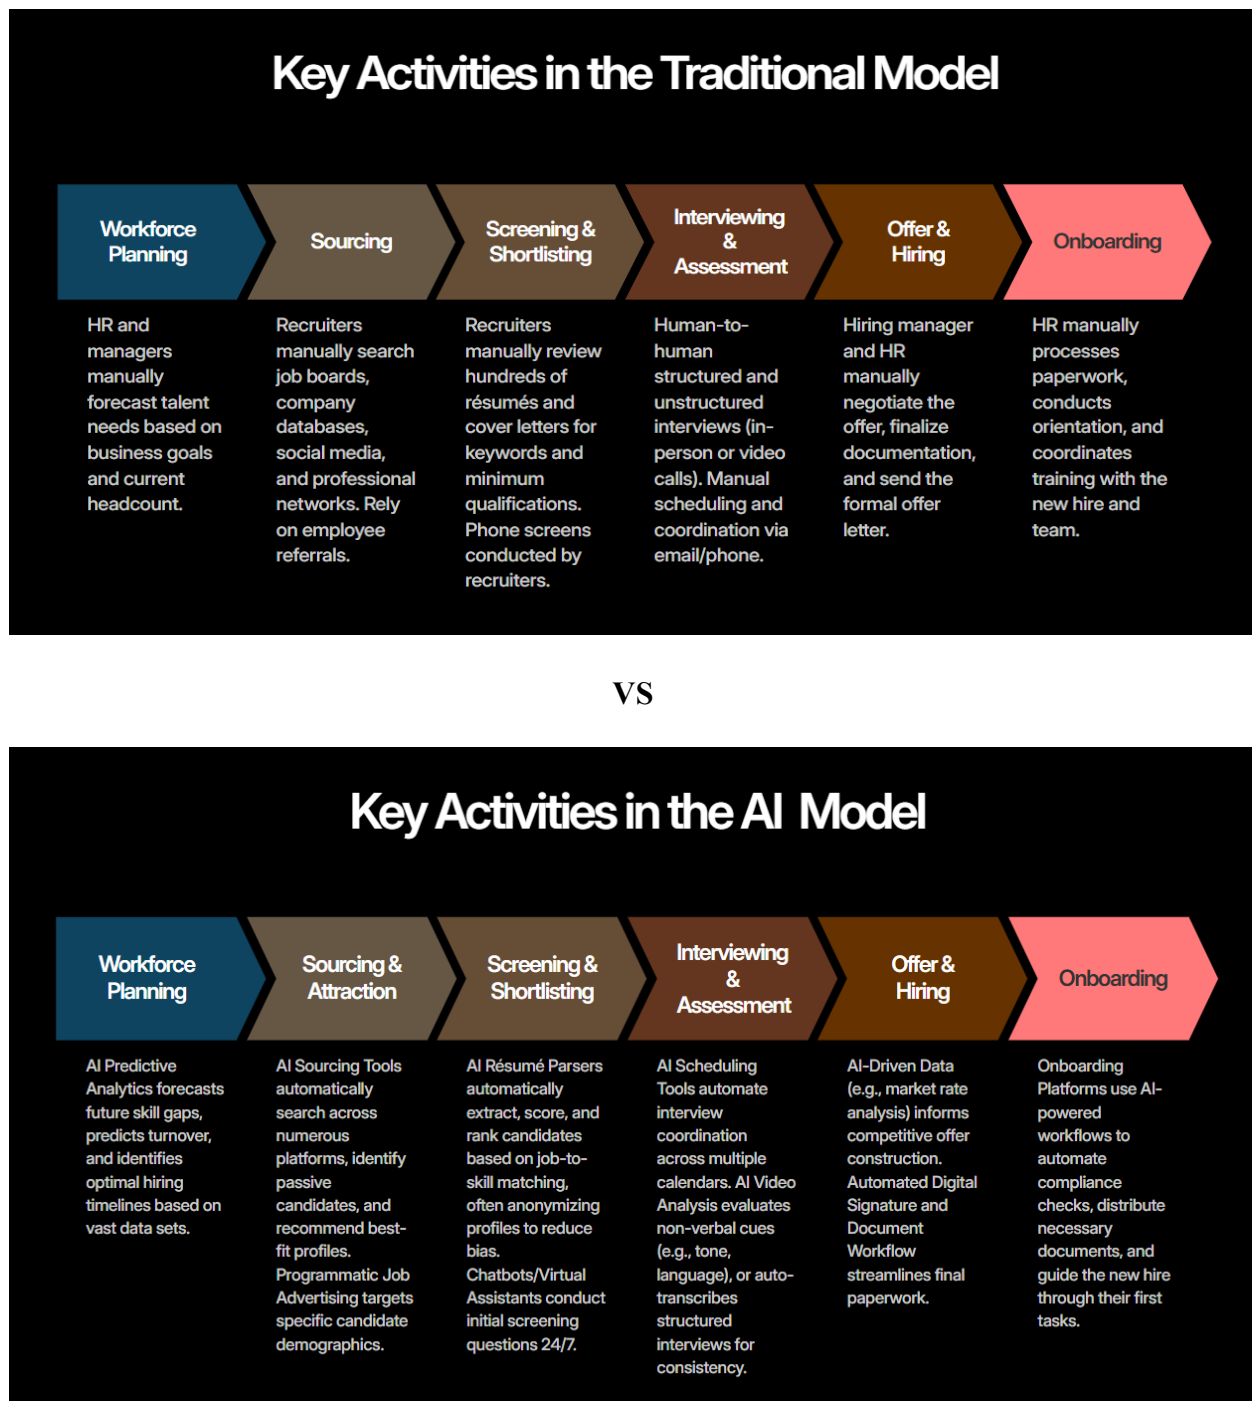 Key Activities in the Traditional Model
Workforce
Planning
Sourcing
Screening &
Shortlisting
Interviewing
&
Assessment
Offer &
Hiring
Onboarding
HR and
managers
manually
forecast talent
needs based on
business goals
and current
headcount.
Recruiters
manually search
job boards,
company
databases,
social media,
and professional
networks. Rely
on employee
referrals.
Recruiters
manually review
hundreds of
résumés and
cover letters for
keywords and
minimum
qualifications.
Phone screens
conducted by
recruiters.
Human-to-
human
structured and
unstructured
interviews (in-
person or video
calls). Manual
scheduling and
coordination via
email/phone.
Hiring manager
and HR
manually
negotiate the
offer, finalize
documentation,
and send the
formal offer
letter.
HR manually
processes
paperwork,
conducts
orientation, and
coordinates
training with the
new hire and
team.
VS
Key Activities in the AI Model
Workforce
Planning
Sourcing &
Attraction
Screening &
Shortlisting
Interviewing
&
Assessment
Offer &
Hiring
Onboarding
AI Predictive
Analytics forecasts
future skill gaps,
predicts turnover,
and identifies
optimal hiring
timelines based on
vast data sets.
AI Sourcing Tools
automatically
search across
numerous
platforms, identify
passive
candidates, and
recommend best-
fit profiles.
Programmatic Job
Advertising targets
specific candidate
demographics.
AI Résumé Parsers
automatically
extract, score, and
rank candidates
based on job-to-
skill matching,
often anonymizing
profiles to reduce
bias.
Chatbots/Virtual
Assistants conduct
initial screening
questions 24/7.
AI Scheduling
Tools automate
interview
coordination
across multiple
calendars. AI Video
Analysis evaluates
non-verbal cues
(e.g., tone,
language), or auto-
transcribes
structured
interviews for
consistency.
AI-Driven Data
(e.g., market rate
analysis) informs
competitive offer
construction.
Automated Digital
Signature and
Document
Workflow
streamlines final
paperwork.
Onboarding
Platforms use AI-
powered
workflows to
automate
compliance
checks, distribute
necessary
documents, and
guide the new hire
through their first
tasks.